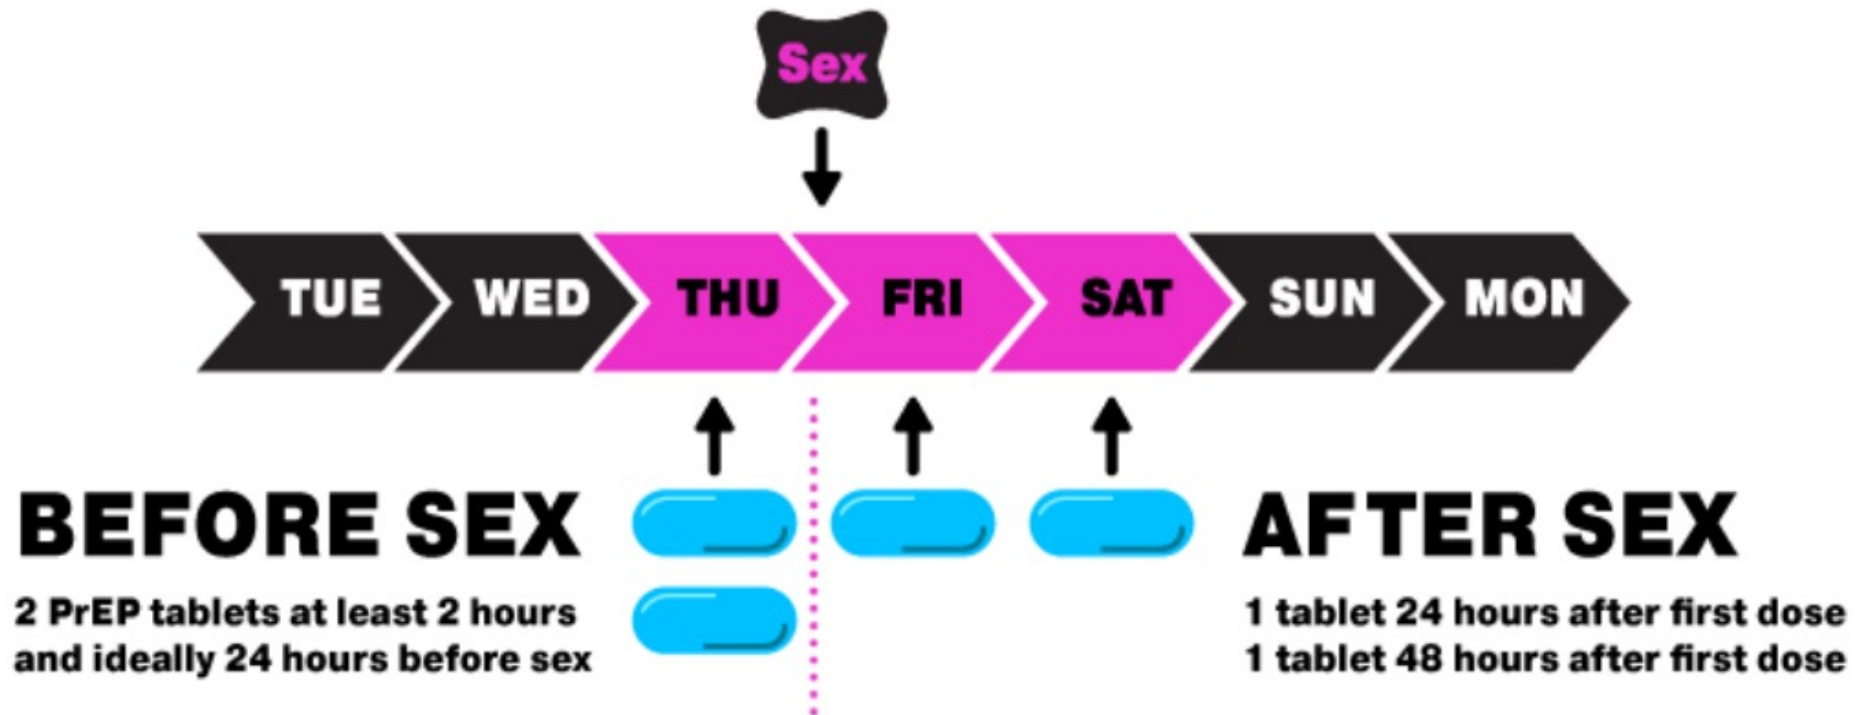 Sex
TUE WED THU FRI SAT SUN MON
BEFORE SEX
2 PrEP tablets at least 2 hours
and ideally 24 hours before sex
AFTER SEX
1 tablet 24 hours after first dose
1 tablet 48 hours after first dose